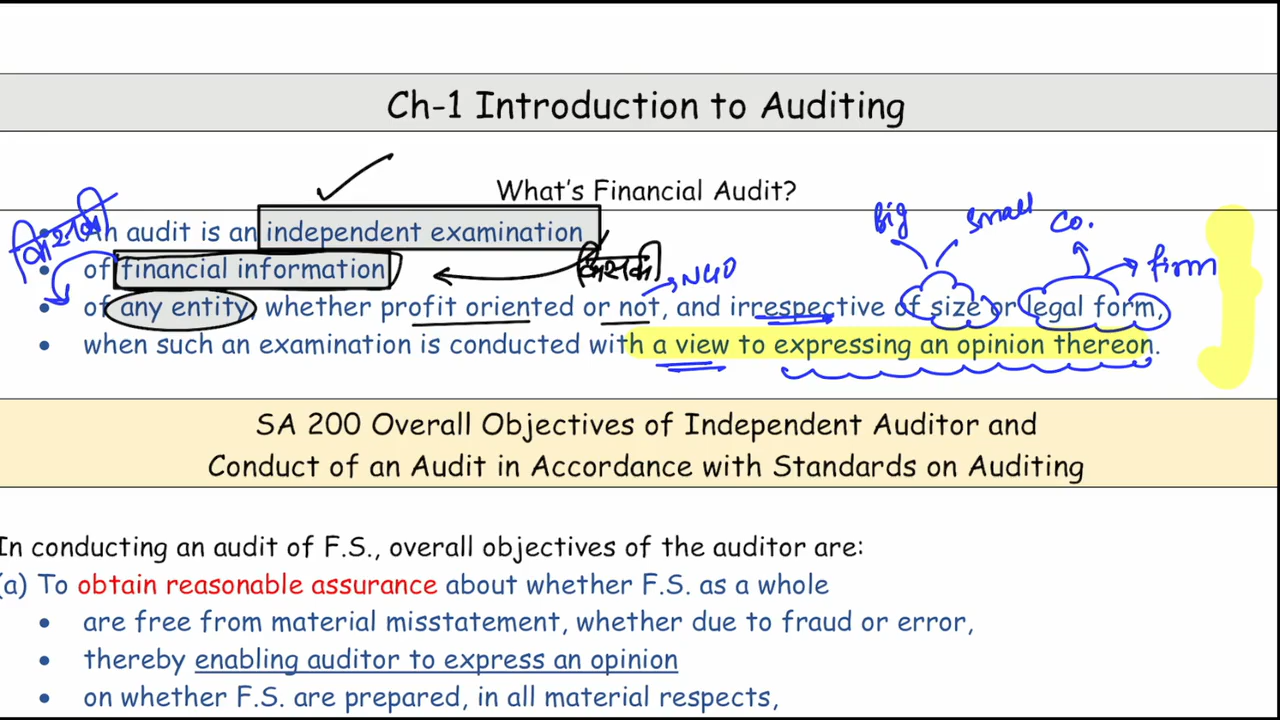 Ch-1 Introduction to Auditing
What's Financial Audit?
Big
Small
Co.
firm
NGO
An audit is an independent examination
• of financial information
• of any entity, whether profit oriented or not, and irrespective of size or legal form,
• when such an examination is conducted with a view to expressing an opinion thereon.
SA 200 Overall Objectives of Independent Auditor and
Conduct of an Audit in Accordance with Standards on Auditing
In conducting an audit of F.S., overall objectives of the auditor are:
(a) To obtain reasonable assurance about whether F.S. as a whole
• are free from material misstatement, whether due to fraud or error,
• thereby enabling auditor to express an opinion
• on whether F.S. are prepared, in all material respects,